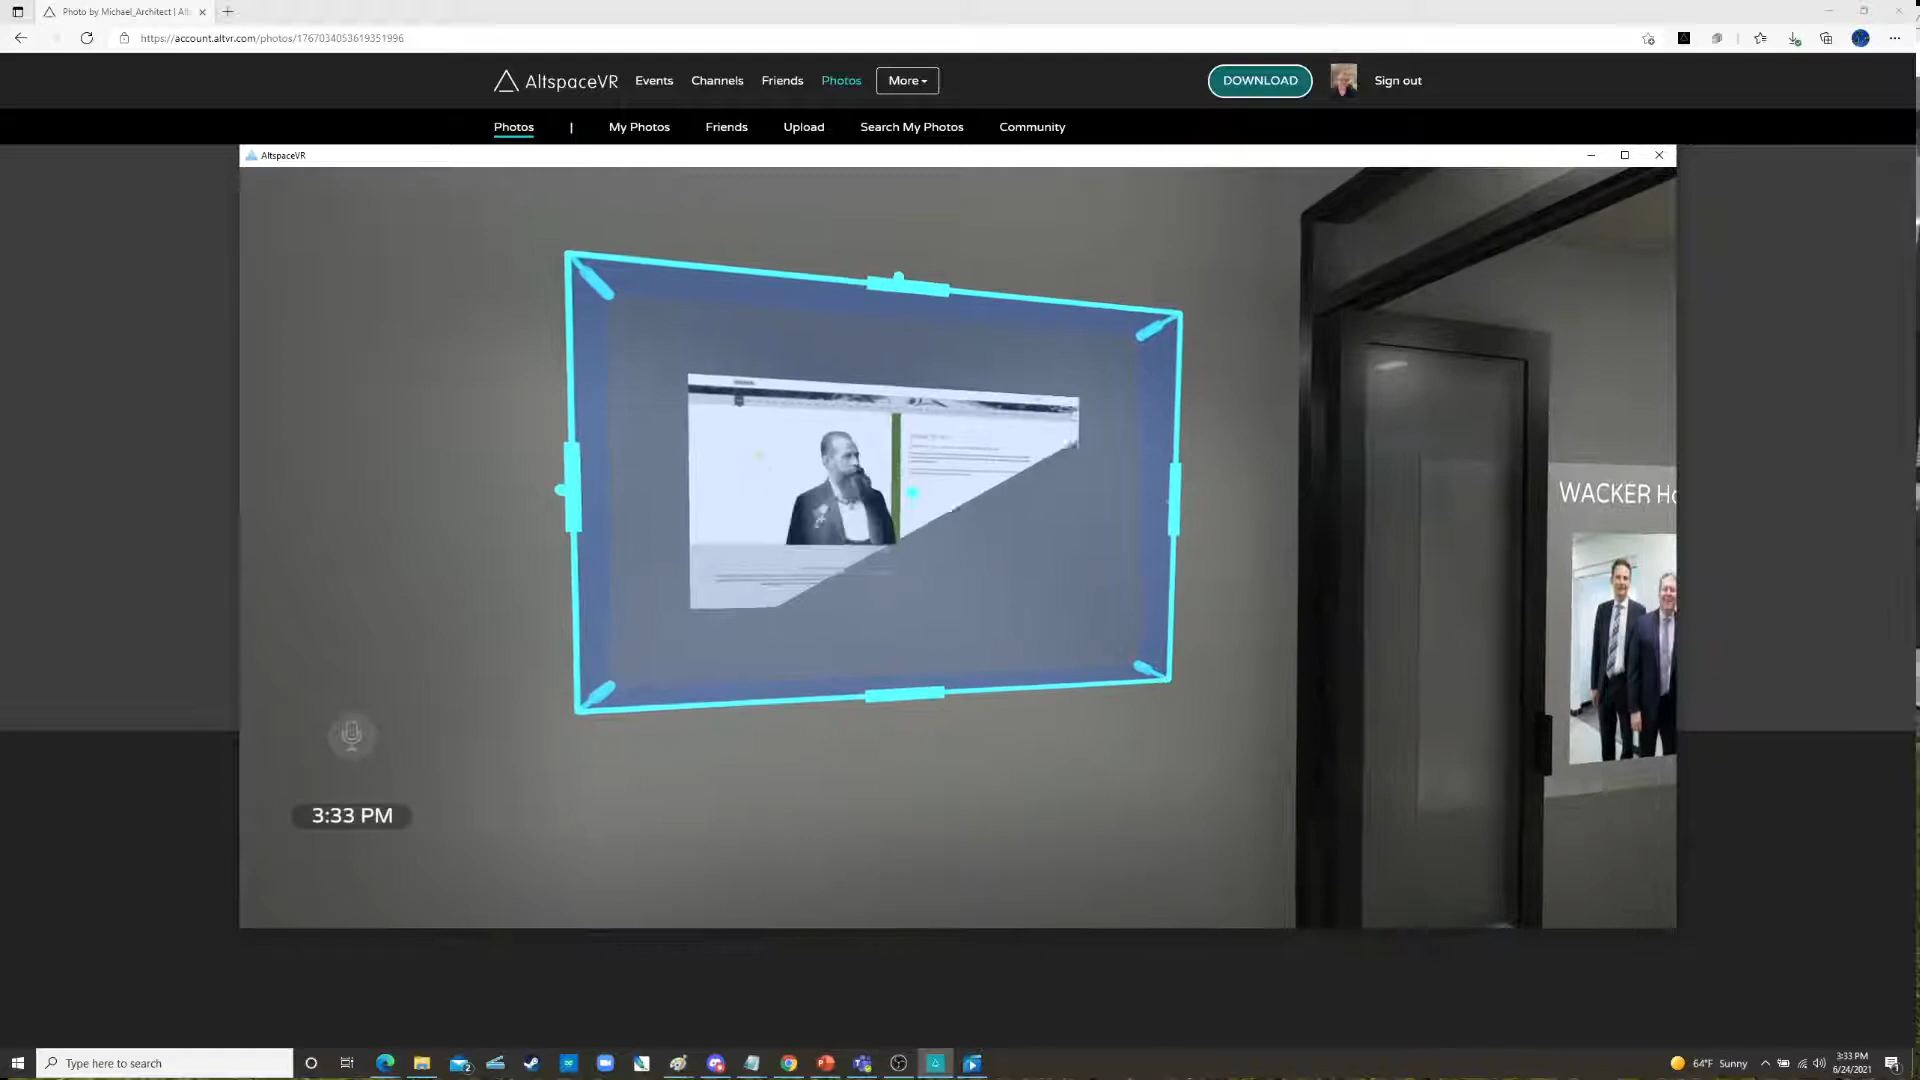 Photo by Michael_Architect | Alt
https://account.altvr.com/photos/1767034053619351996
AltspaceVR Events Channels Friends Photos More DOWNLOAD Sign out
Photos | My Photos Friends Upload Search My Photos Community
AltspaceVR
WACKER Ho
3:33 PM
Type here to search
64°F Sunny
3:33 PM
6/24/2021